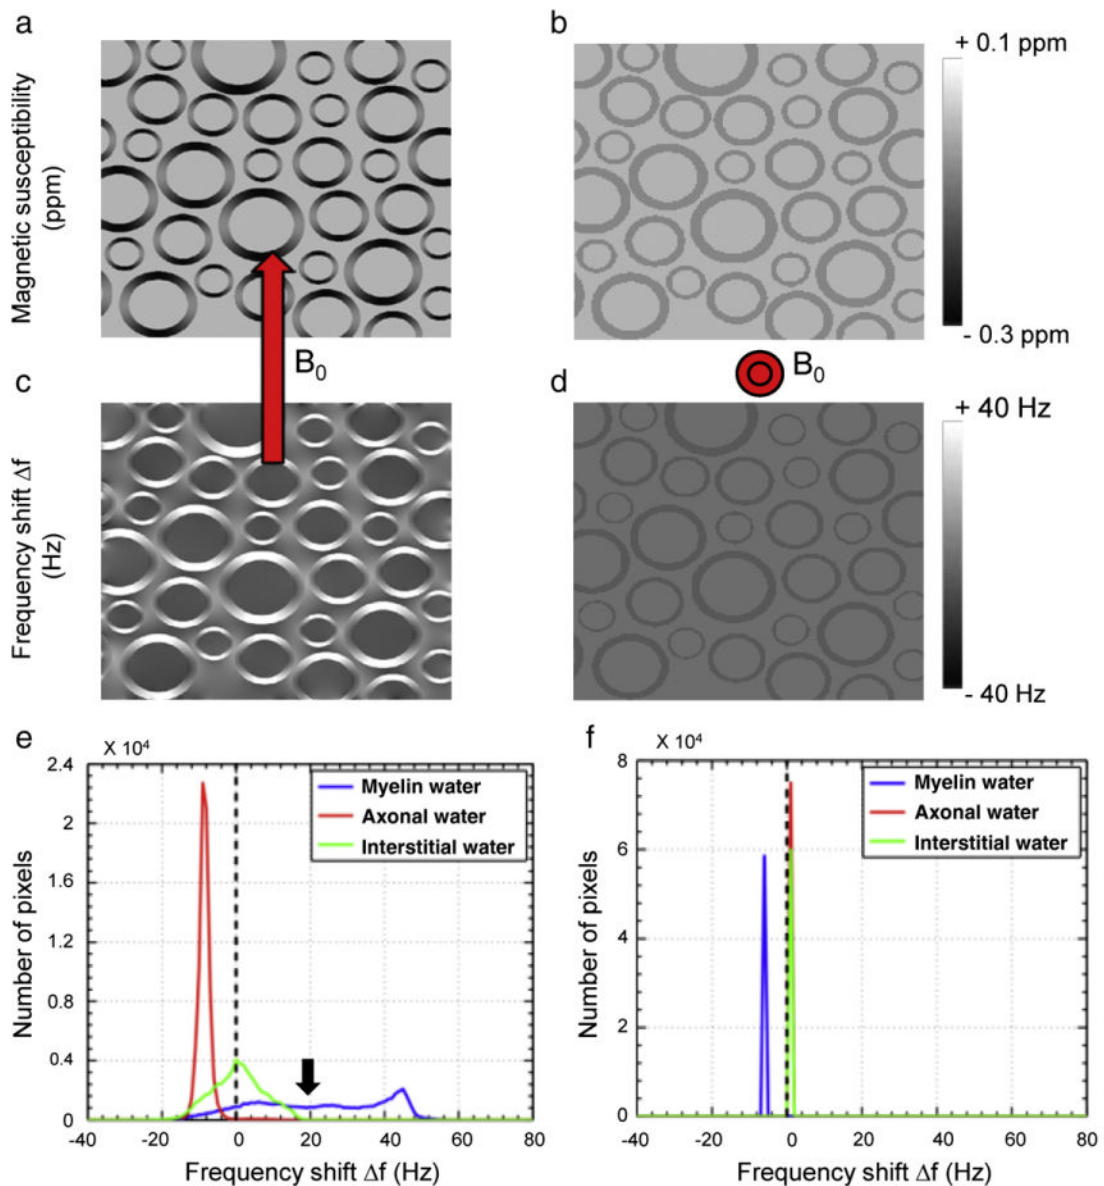 a
b
Magnetic susceptibility
(ppm)
+ 0.1 ppm
- 0.3 ppm
B0
B0
c
d
Frequency shift Δf
(Hz)
+ 40 Hz
- 40 Hz
e
X 10^4
2.4
2
1.6
1.2
0.8
0.4
0
-40
-20
0
20
40
60
80
Number of pixels
Frequency shift Δf (Hz)
Myelin water
Axonal water
Interstitial water
f
X 10^4
8
6
4
2
0
-40
-20
0
20
40
60
80
Number of pixels
Frequency shift Δf (Hz)
Myelin water
Axonal water
Interstitial water